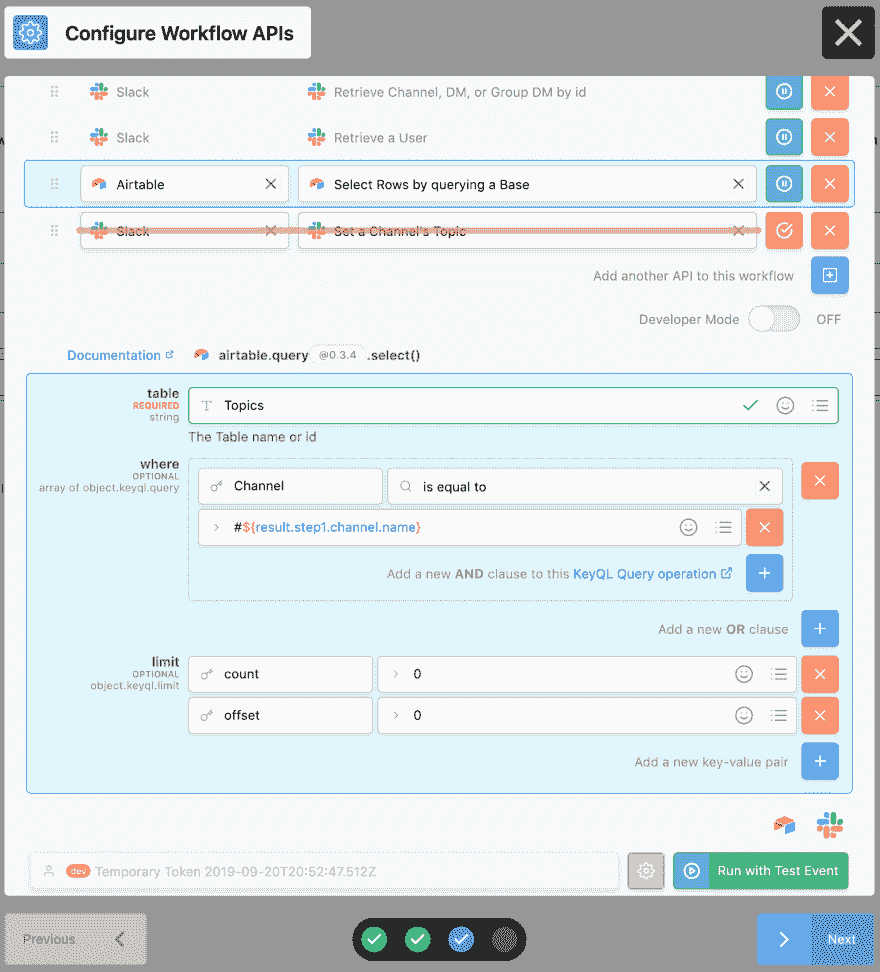 Configure Workflow APIs
Slack Retrieve Channel, DM, or Group DM by id
Slack Retrieve a User
Airtable Select Rows by querying a Base
Slack Set a Channel's Topic
Add another API to this workflow
Developer Mode OFF
Documentation airtable.query @0.3.4 .select()
table
REQUIRED
string
Topics
The Table name or id
where
OPTIONAL
array of object.keyql.query
Channel is equal to
#${result.step1.channel.name}
Add a new AND clause to this KeyQL Query operation
Add a new OR clause
limit
OPTIONAL
object.keyql.limit
count 0
offset 0
Add a new key-value pair
dev Temporary Token 2019-09-20T20:52:47.512Z
Run with Test Event
Previous
Next